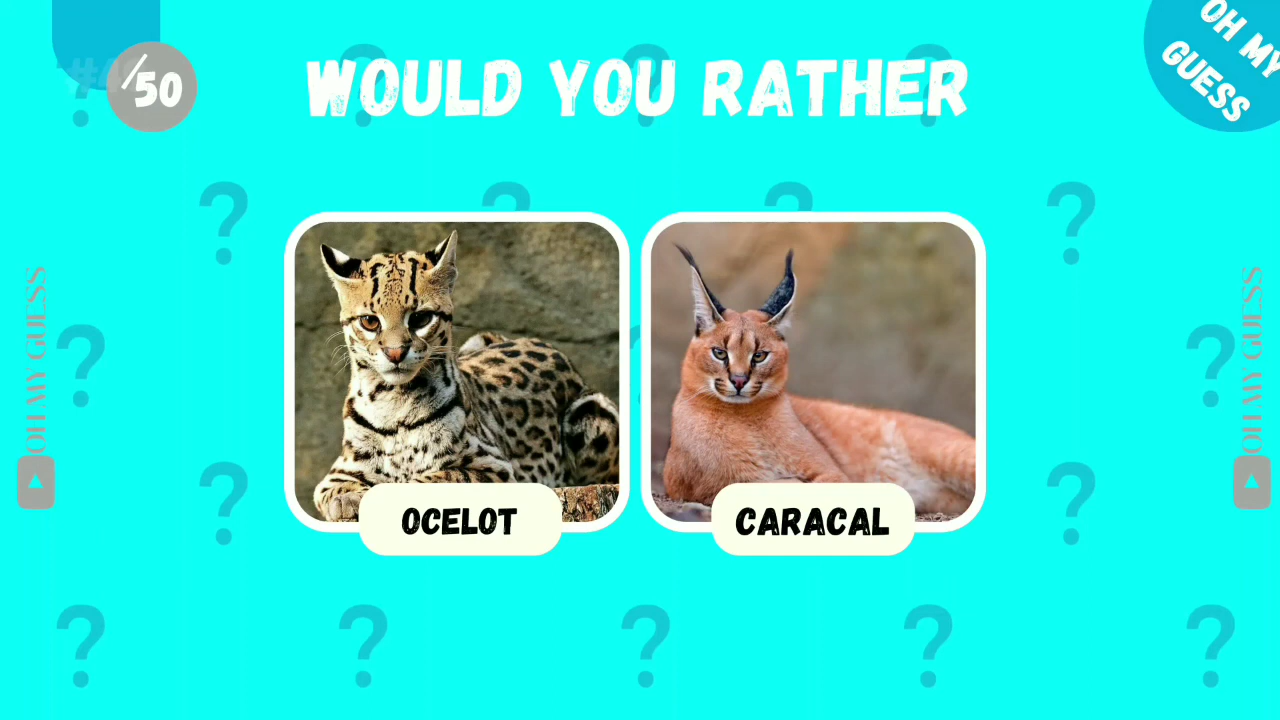 /50
WOULD YOU RATHER
OH MY
GUESS
OH MY GUESS
OH MY GUESS
OCELOT
CARACAL